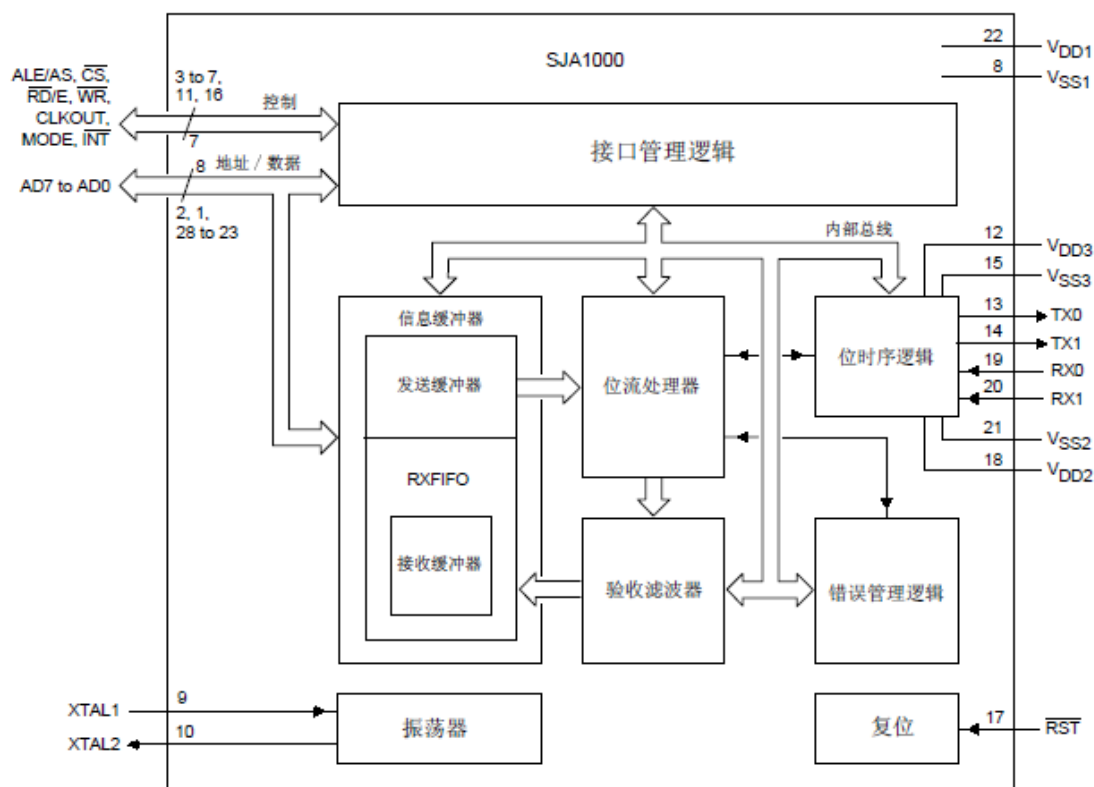 SJA1000
22
VDD1
8
VSS1
ALE/AS, CS,
RD/E, WR,
CLKOUT,
MODE, INT
3 to 7,
11, 16
控制
7
接口管理逻辑
AD7 to AD0
8
地址 / 数据
2, 1,
28 to 23
内部总线
12
VDD3
15
VSS3
13
TX0
14
TX1
19
RX0
20
RX1
21
VSS2
18
VDD2
信息缓冲器
发送缓冲器
RXFIFO
接收缓冲器
位流处理器
位时序逻辑
验收滤波器
错误管理逻辑
XTAL1
9
XTAL2
10
振荡器
复位
17
RST